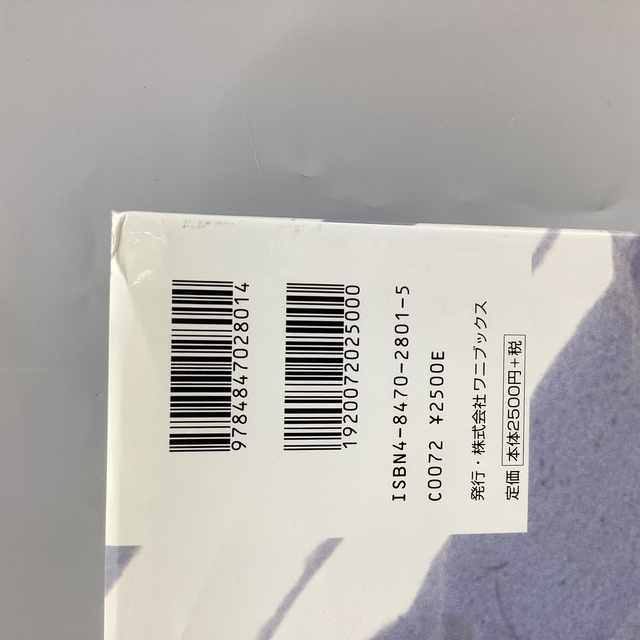 9784847028014
1920072025000
ISBN4-8470-2801-5
C0072 ¥2500E
発行・株式会社ワニブックス
定価 本体2500円+税